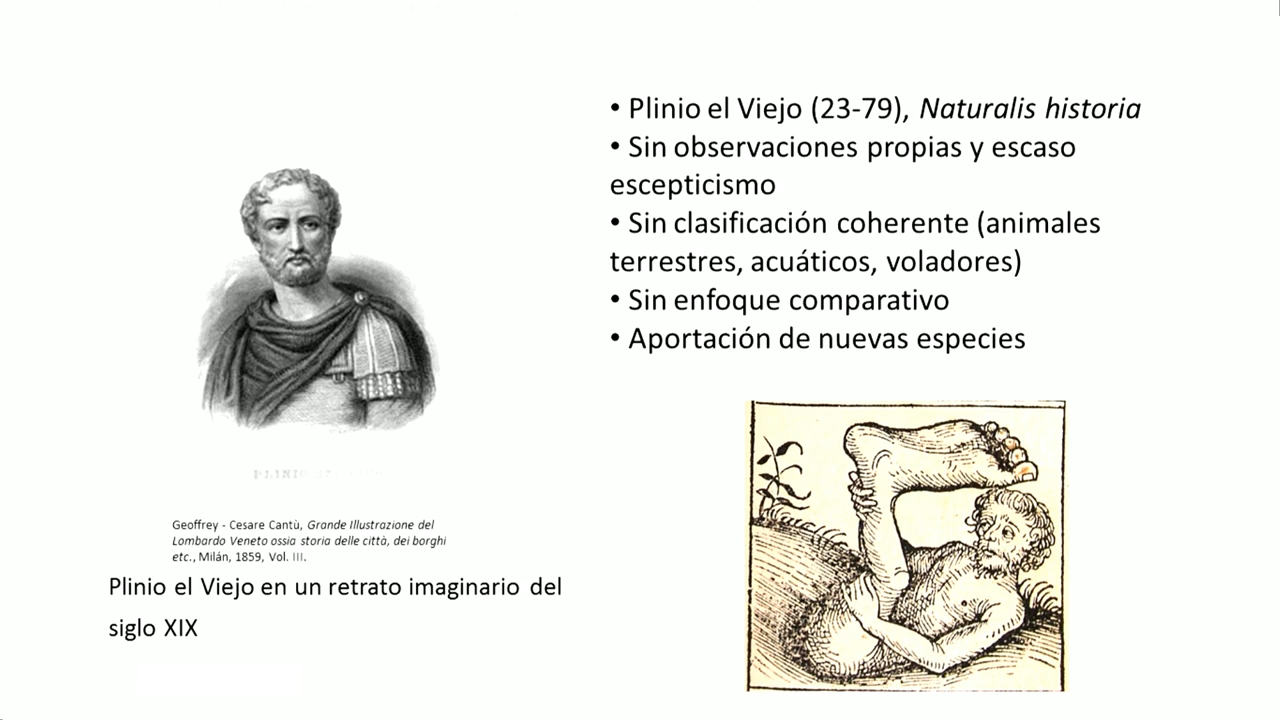 • Plinio el Viejo (23-79), Naturalis historia
• Sin observaciones propias y escaso
escepticismo
• Sin clasificación coherente (animales
terrestres, acuáticos, voladores)
• Sin enfoque comparativo
• Aportación de nuevas especies
PLINIO
Geoffrey - Cesare Cantù, Grande Illustrazione del
Lombardo Veneto ossia storia delle città, dei borghi
etc., Milán, 1859, Vol. III.
Plinio el Viejo en un retrato imaginario del
siglo XIX